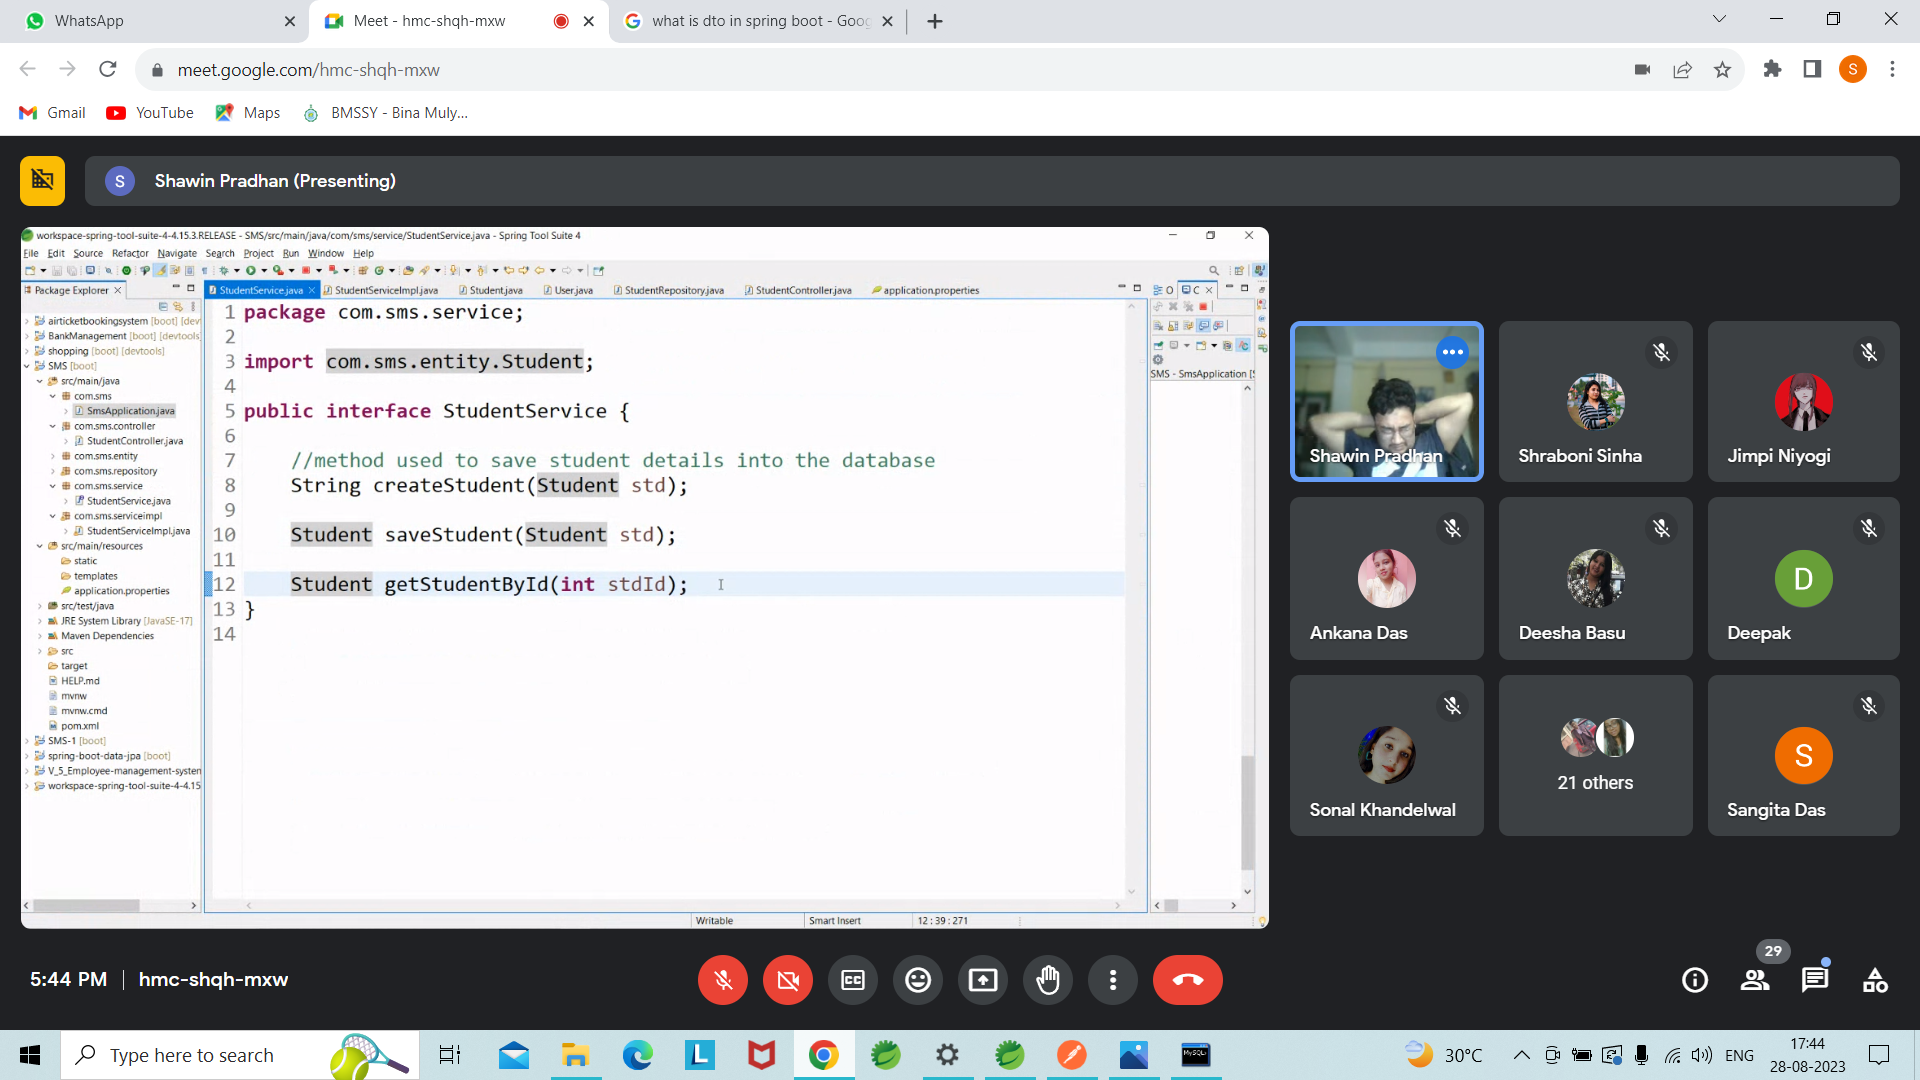 WhatsApp
Meet - hmc-shqh-mxw
what is dto in spring boot - Goo
meet.google.com/hmc-shqh-mxw
S
Gmail
YouTube
Maps
BMSSY - Bina Muly...
S
Shawin Pradhan (Presenting)
workspace-spring-tool-suite-4-4.15.3.RELEASE - SMS/src/main/java/com/sms/service/StudentService.java - Spring Tool Suite 4
File Edit Source Refactor Navigate Search Project Run Window Help
Package Explorer
StudentService.java
StudentServiceImpl.java
Student.java
User.java
StudentRepository.java
StudentController.java
application.properties
O
C
airticketbookingsystem [boot] [dev
BankManagement [boot] [devtools
shopping [boot] [devtools]
SMS [boot]
src/main/java
com.sms
SmsApplication.java
com.sms.controller
StudentController.java
com.sms.entity
com.sms.repository
com.sms.service
StudentService.java
com.sms.serviceimpl
StudentServiceImpl.java
src/main/resources
static
templates
application.properties
src/test/java
JRE System Library [JavaSE-17]
Maven Dependencies
src
target
HELP.md
mvnw
mvnw.cmd
pom.xml
SMS-1 [boot]
spring-boot-data-jpa [boot]
V_5_Employee-management-system
workspace-spring-tool-suite-4-4.15
1 package com.sms.service;
2
3 import com.sms.entity.Student;
4
5 public interface StudentService {
6
7 //method used to save student details into the database
8 String createStudent(Student std);
9
10 Student saveStudent(Student std);
11
12 Student getStudentById(int stdId);
13 }
14
SMS - SmsApplication [
Writable
Smart Insert
12 : 39 : 271
Shawin Pradhan
Shraboni Sinha
Jimpi Niyogi
Ankana Das
Deesha Basu
D
Deepak
Sonal Khandelwal
21 others
S
Sangita Das
5:44 PM | hmc-shqh-mxw
29
Type here to search
L
MySQL
30°C
ENG
17:44
28-08-2023